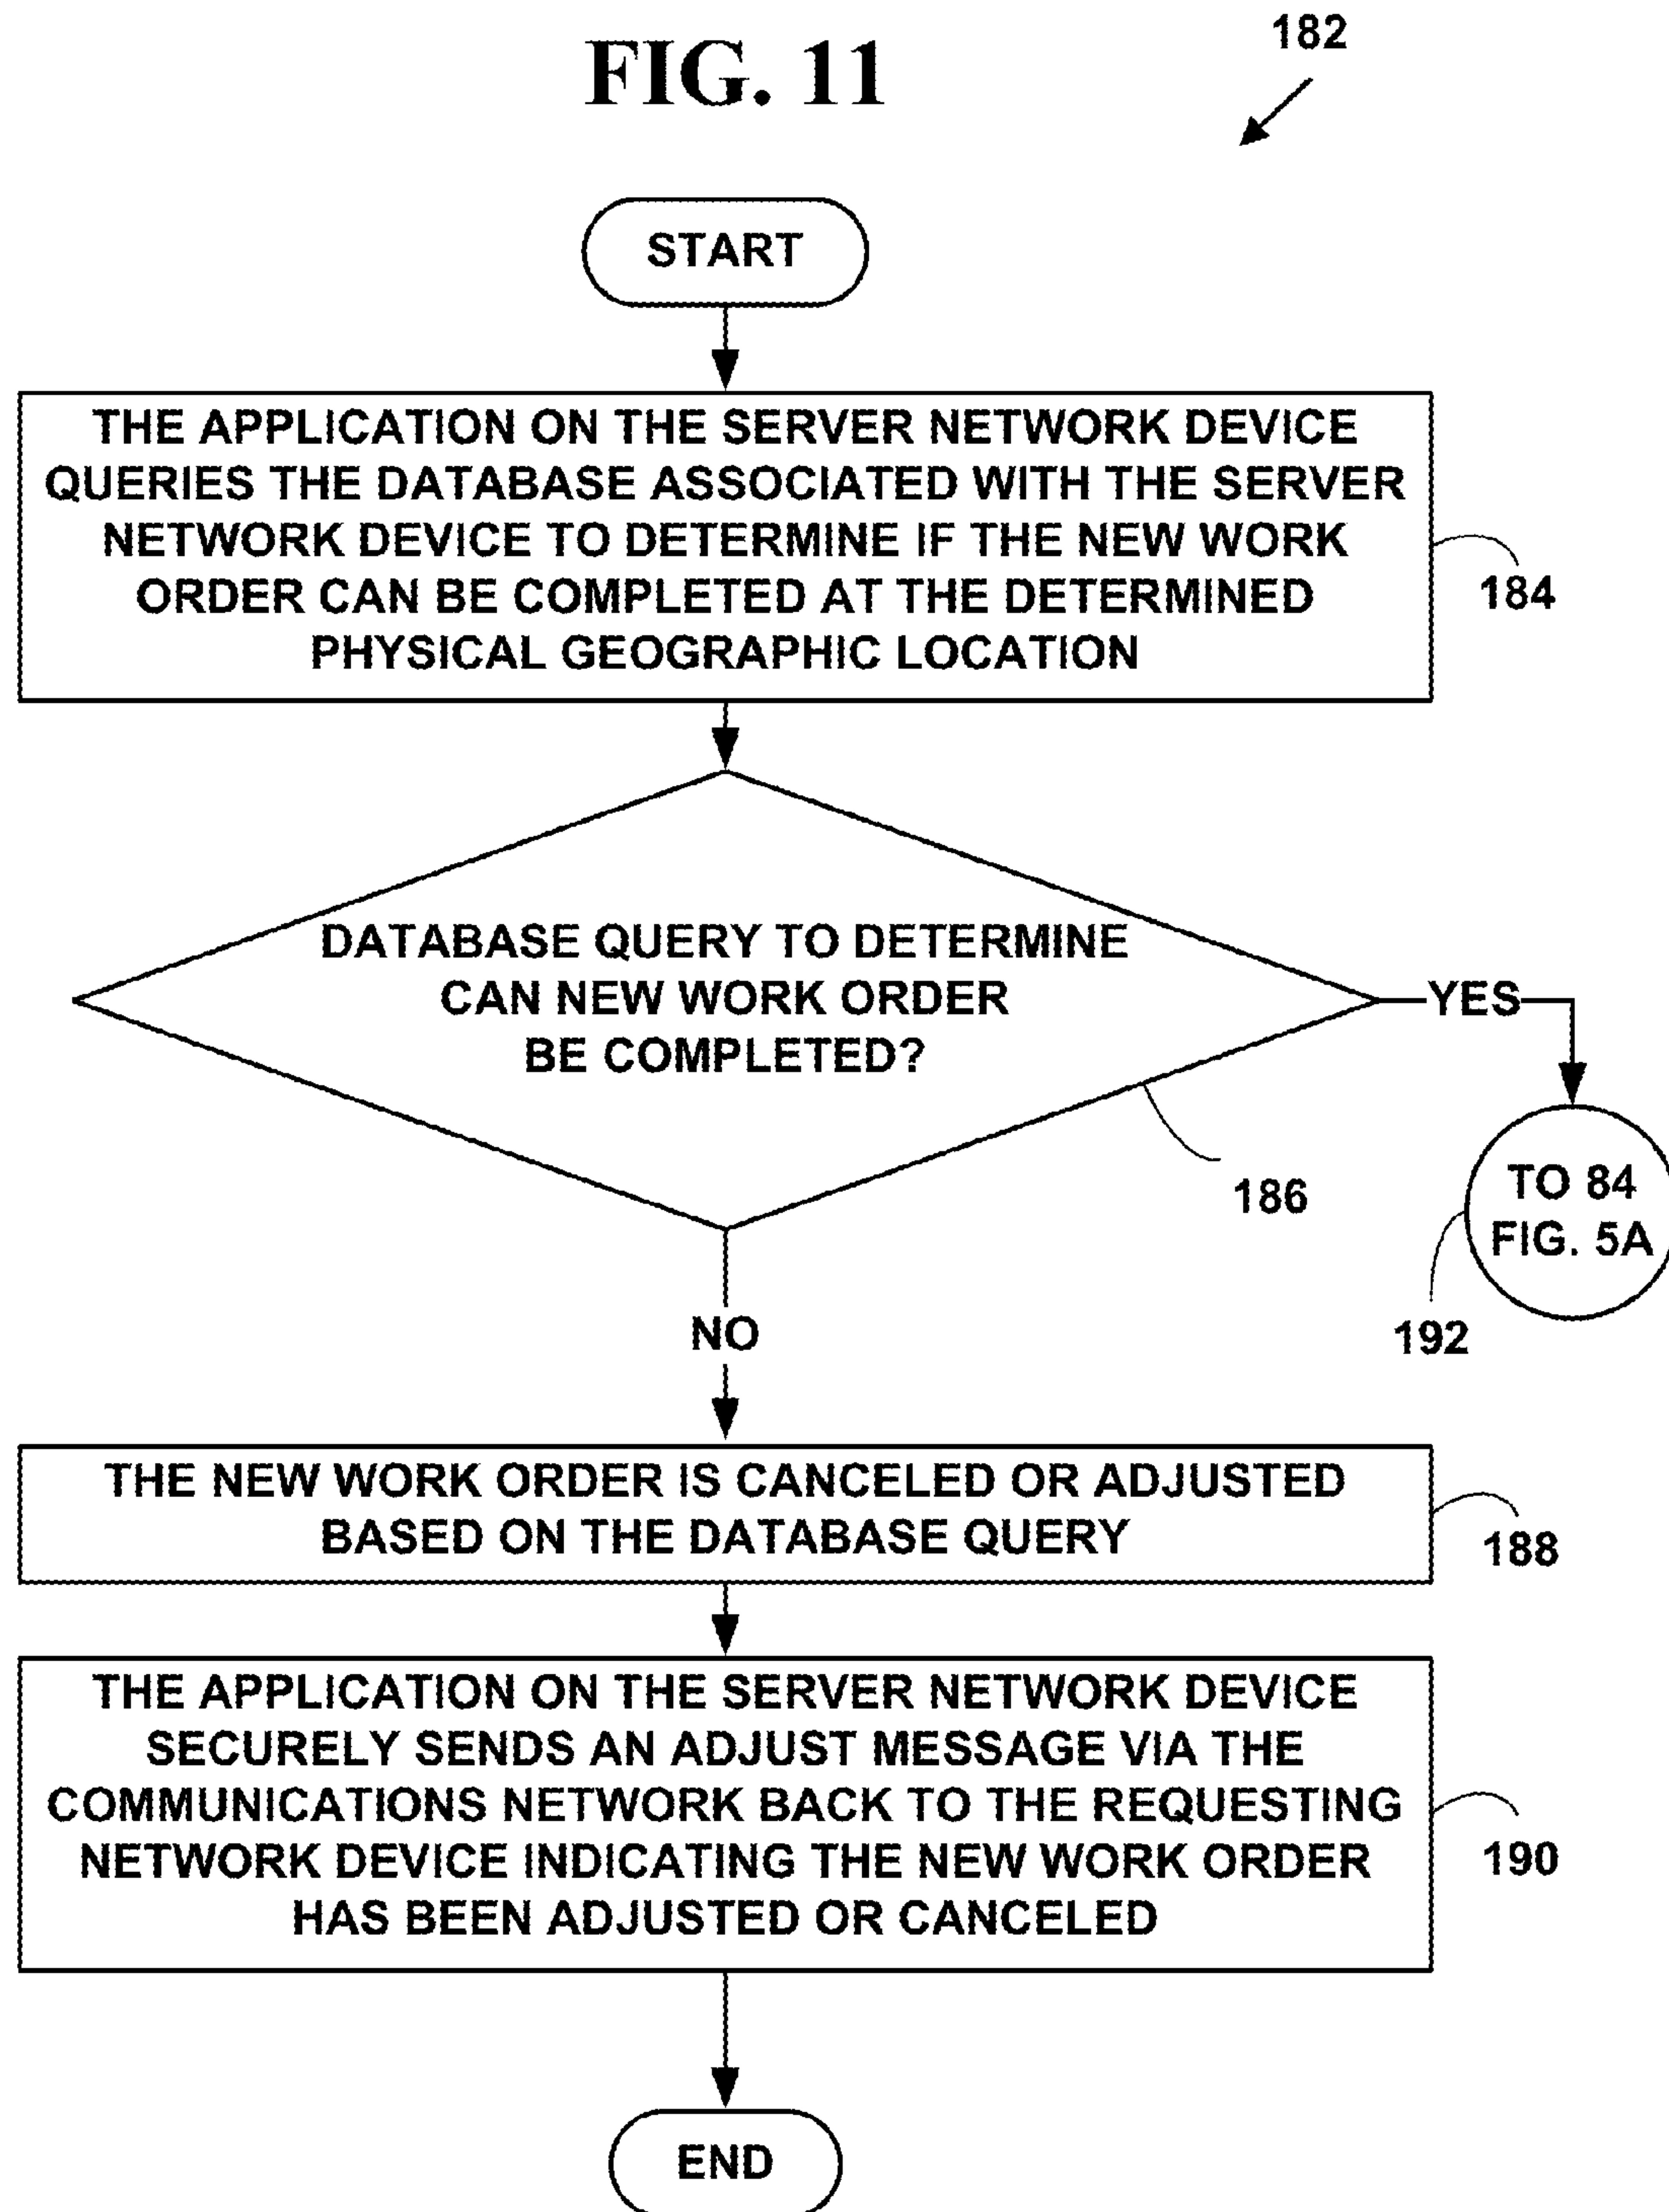 FIG. 11
182
START
THE APPLICATION ON THE SERVER NETWORK DEVICE
QUERIES THE DATABASE ASSOCIATED WITH THE SERVER
NETWORK DEVICE TO DETERMINE IF THE NEW WORK
ORDER CAN BE COMPLETED AT THE DETERMINED
PHYSICAL GEOGRAPHIC LOCATION
184
DATABASE QUERY TO DETERMINE
CAN NEW WORK ORDER
BE COMPLETED?
YES
186
TO 84
FIG. 5A
192
NO
THE NEW WORK ORDER IS CANCELED OR ADJUSTED
BASED ON THE DATABASE QUERY
188
THE APPLICATION ON THE SERVER NETWORK DEVICE
SECURELY SENDS AN ADJUST MESSAGE VIA THE
COMMUNICATIONS NETWORK BACK TO THE REQUESTING
NETWORK DEVICE INDICATING THE NEW WORK ORDER
HAS BEEN ADJUSTED OR CANCELED
190
END